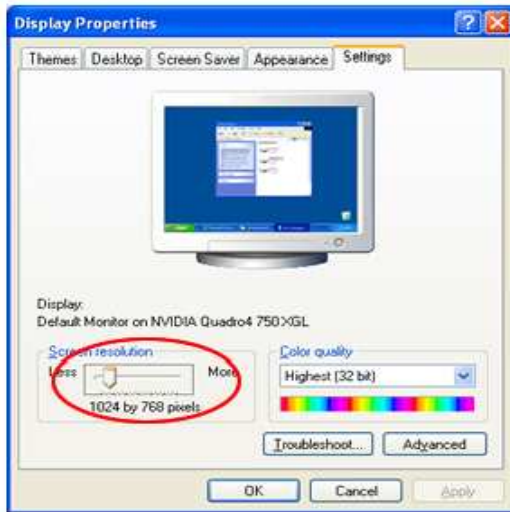 Display Properties
Themes Desktop Screen Saver Appearance Settings
Display:
Default Monitor on NVIDIA Quadro4 750 XGL
Screen resolution
Less More
1024 by 768 pixels
Color quality
Highest (32 bit)
Troubleshoot... Advanced
OK Cancel Apply